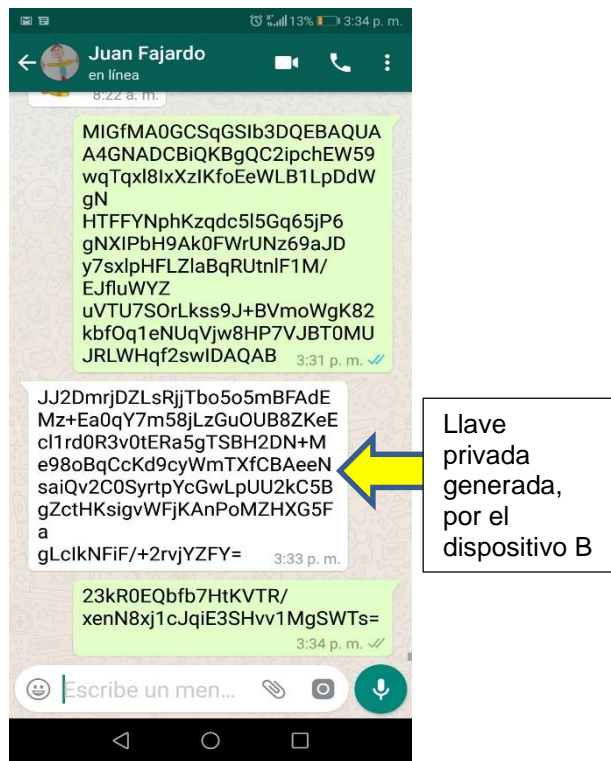 13% 3:34 p. m.
Juan Fajardo
en línea
8:22 a. m.
MIGfMA0GCSqGSIb3DQEBAQUA
A4GNADCBiQKBgQC2ipchEW59
wqTqxl8IxXzIKfoEeWLB1LpDdW
gN
HTFFYNphKzqdc5l5Gq65jP6
gNXIPbH9Ak0FWrUNz69aJD
y7sxlpHFLZlaBqRUtnlF1M/
EJfluWYZ
uVTU7SOrLkss9J+BVmoWgK82
kbfOq1eNUqVjw8HP7VJBT0MU
JRLWHqf2swIDAQAB 3:31 p. m.
JJ2DmrjDZLsRjjTbo5o5mBFAdE
Mz+Ea0qY7m58jLzGuOUB8ZKeE
cl1rd0R3v0tERa5gTSBH2DN+M
e98oBqCcKd9cyWmTXfCBAeeN
saiQv2C0SyrtpYcGwLpUU2kC5B
gZctHKsigvWFjKAnPoMZHXG5F
a
gLclkNFiF/+2rvjYZFY= 3:33 p. m.
23kR0EQbfb7HtKVTR/
xenN8xj1cJqiE3SHvv1MgSWTs=
3:34 p. m.
Escribe un men...
Llave
privada
generada,
por el
dispositivo B